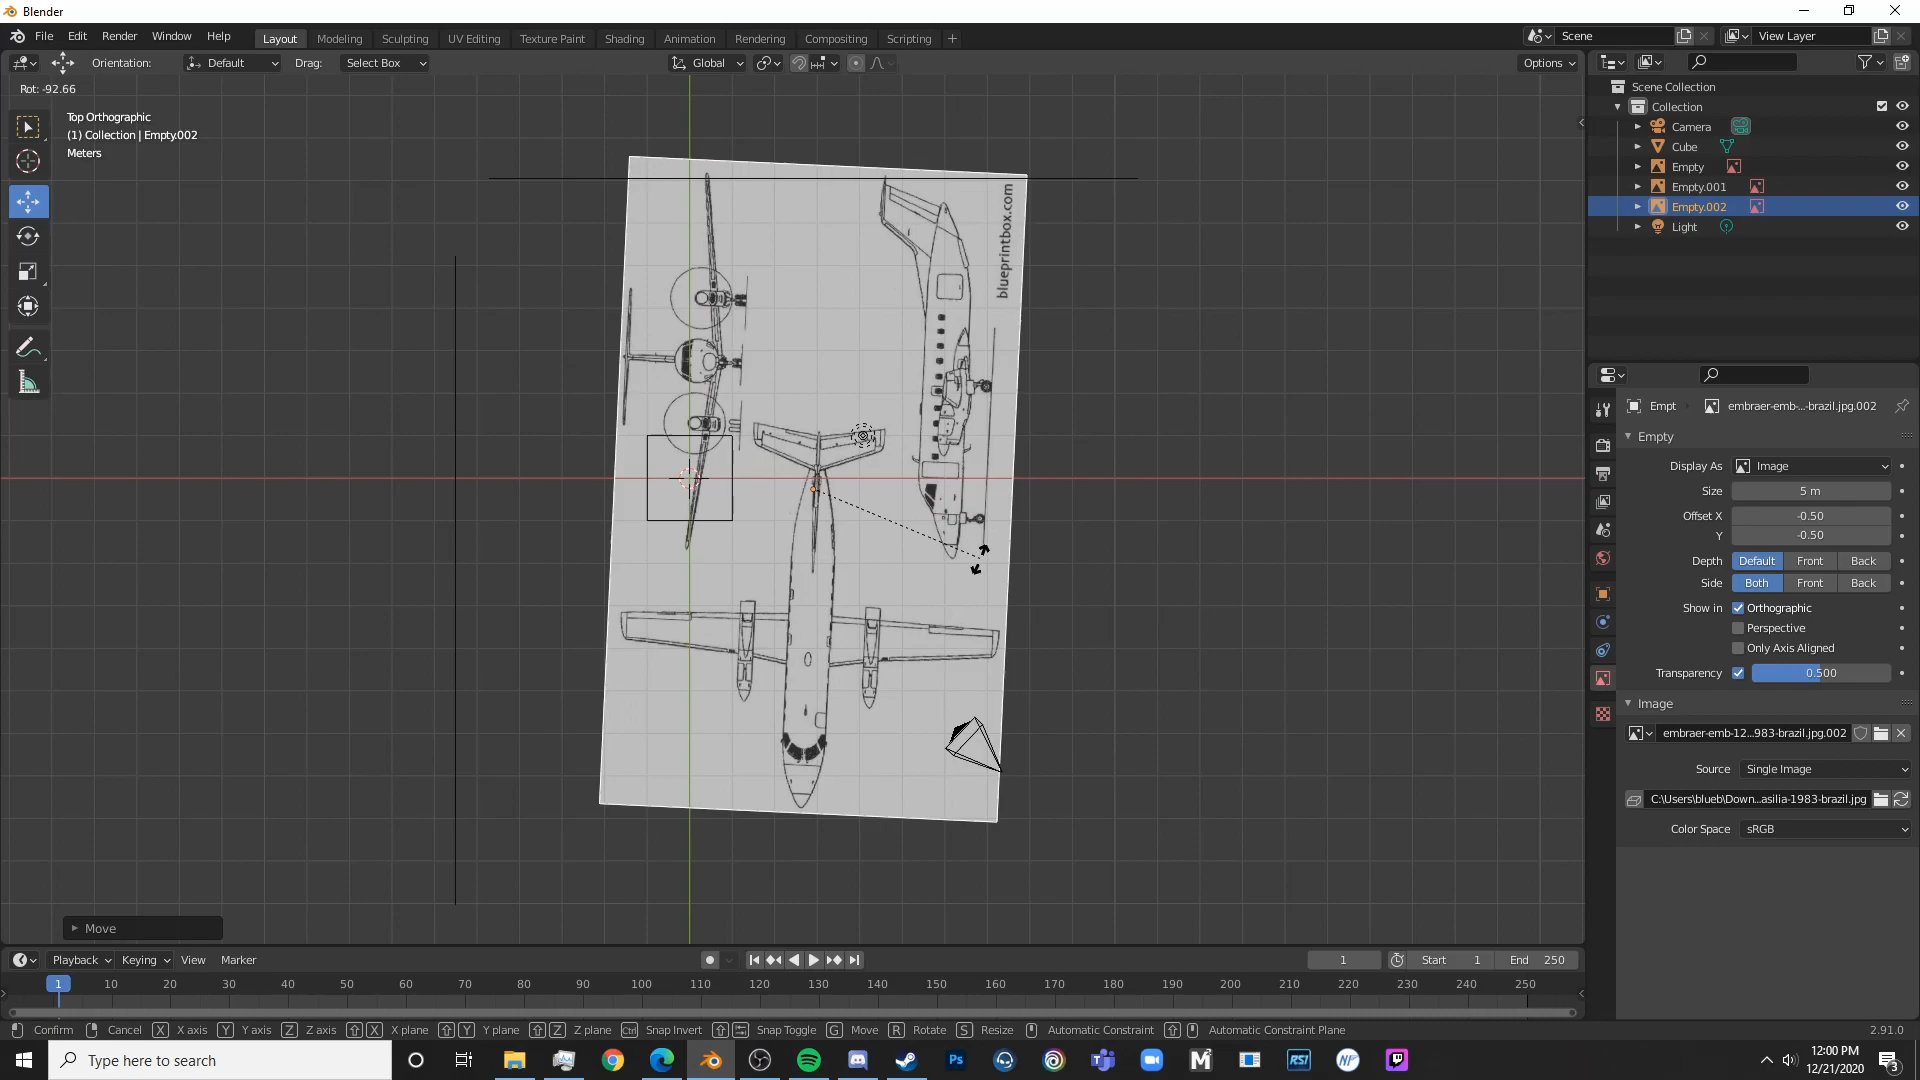 Blender
File Edit Render Window Help
Layout Modeling Sculpting UV Editing Texture Paint Shading Animation Rendering Compositing Scripting +
Scene
View Layer
Orientation: Default Drag: Select Box
Global
Options
Rot: -92.66
Top Orthographic
(1) Collection | Empty.002
Meters
blueprintbox.com
Scene Collection
Collection
Camera
Cube
Empty
Empty.001
Empty.002
Light
Empt embraer-emb-...-brazil.jpg.002
Empty
Display As Image
Size 5 m
Offset X -0.50
Y -0.50
Depth Default Front Back
Side Both Front Back
Show in Orthographic
Perspective
Only Axis Aligned
Transparency 0.500
Image
embraer-emb-12...983-brazil.jpg.002
Source Single Image
C:\Users\blueb\Down...asilia-1983-brazil.jpg
Color Space sRGB
Move
Playback Keying View Marker
1 Start 1 End 250
1 10 20 30 40 50 60 70 80 90 100 110 120 130 140 150 160 170 180 190 200 210 220 230 240 250
Confirm Cancel X X axis Y Y axis Z Z axis X X plane Y Y plane Z Z plane Ctrl Snap Invert Snap Toggle G Move R Rotate S Resize Automatic Constraint Automatic Constraint Plane 2.91.0
Type here to search
Ps
RSI
NP
12:00 PM
12/21/2020
3